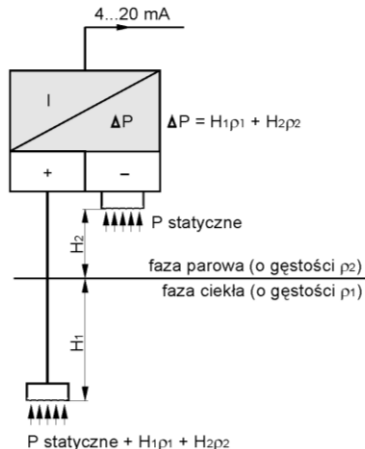 4...20 mA
I
ΔP
ΔP = H₁ρ₁ + H₂ρ₂
+
−
P statyczne
H₂
faza parowa (o gęstości ρ₂)
faza ciekła (o gęstości ρ₁)
H₁
P statyczne + H₁ρ₁ + H₂ρ₂